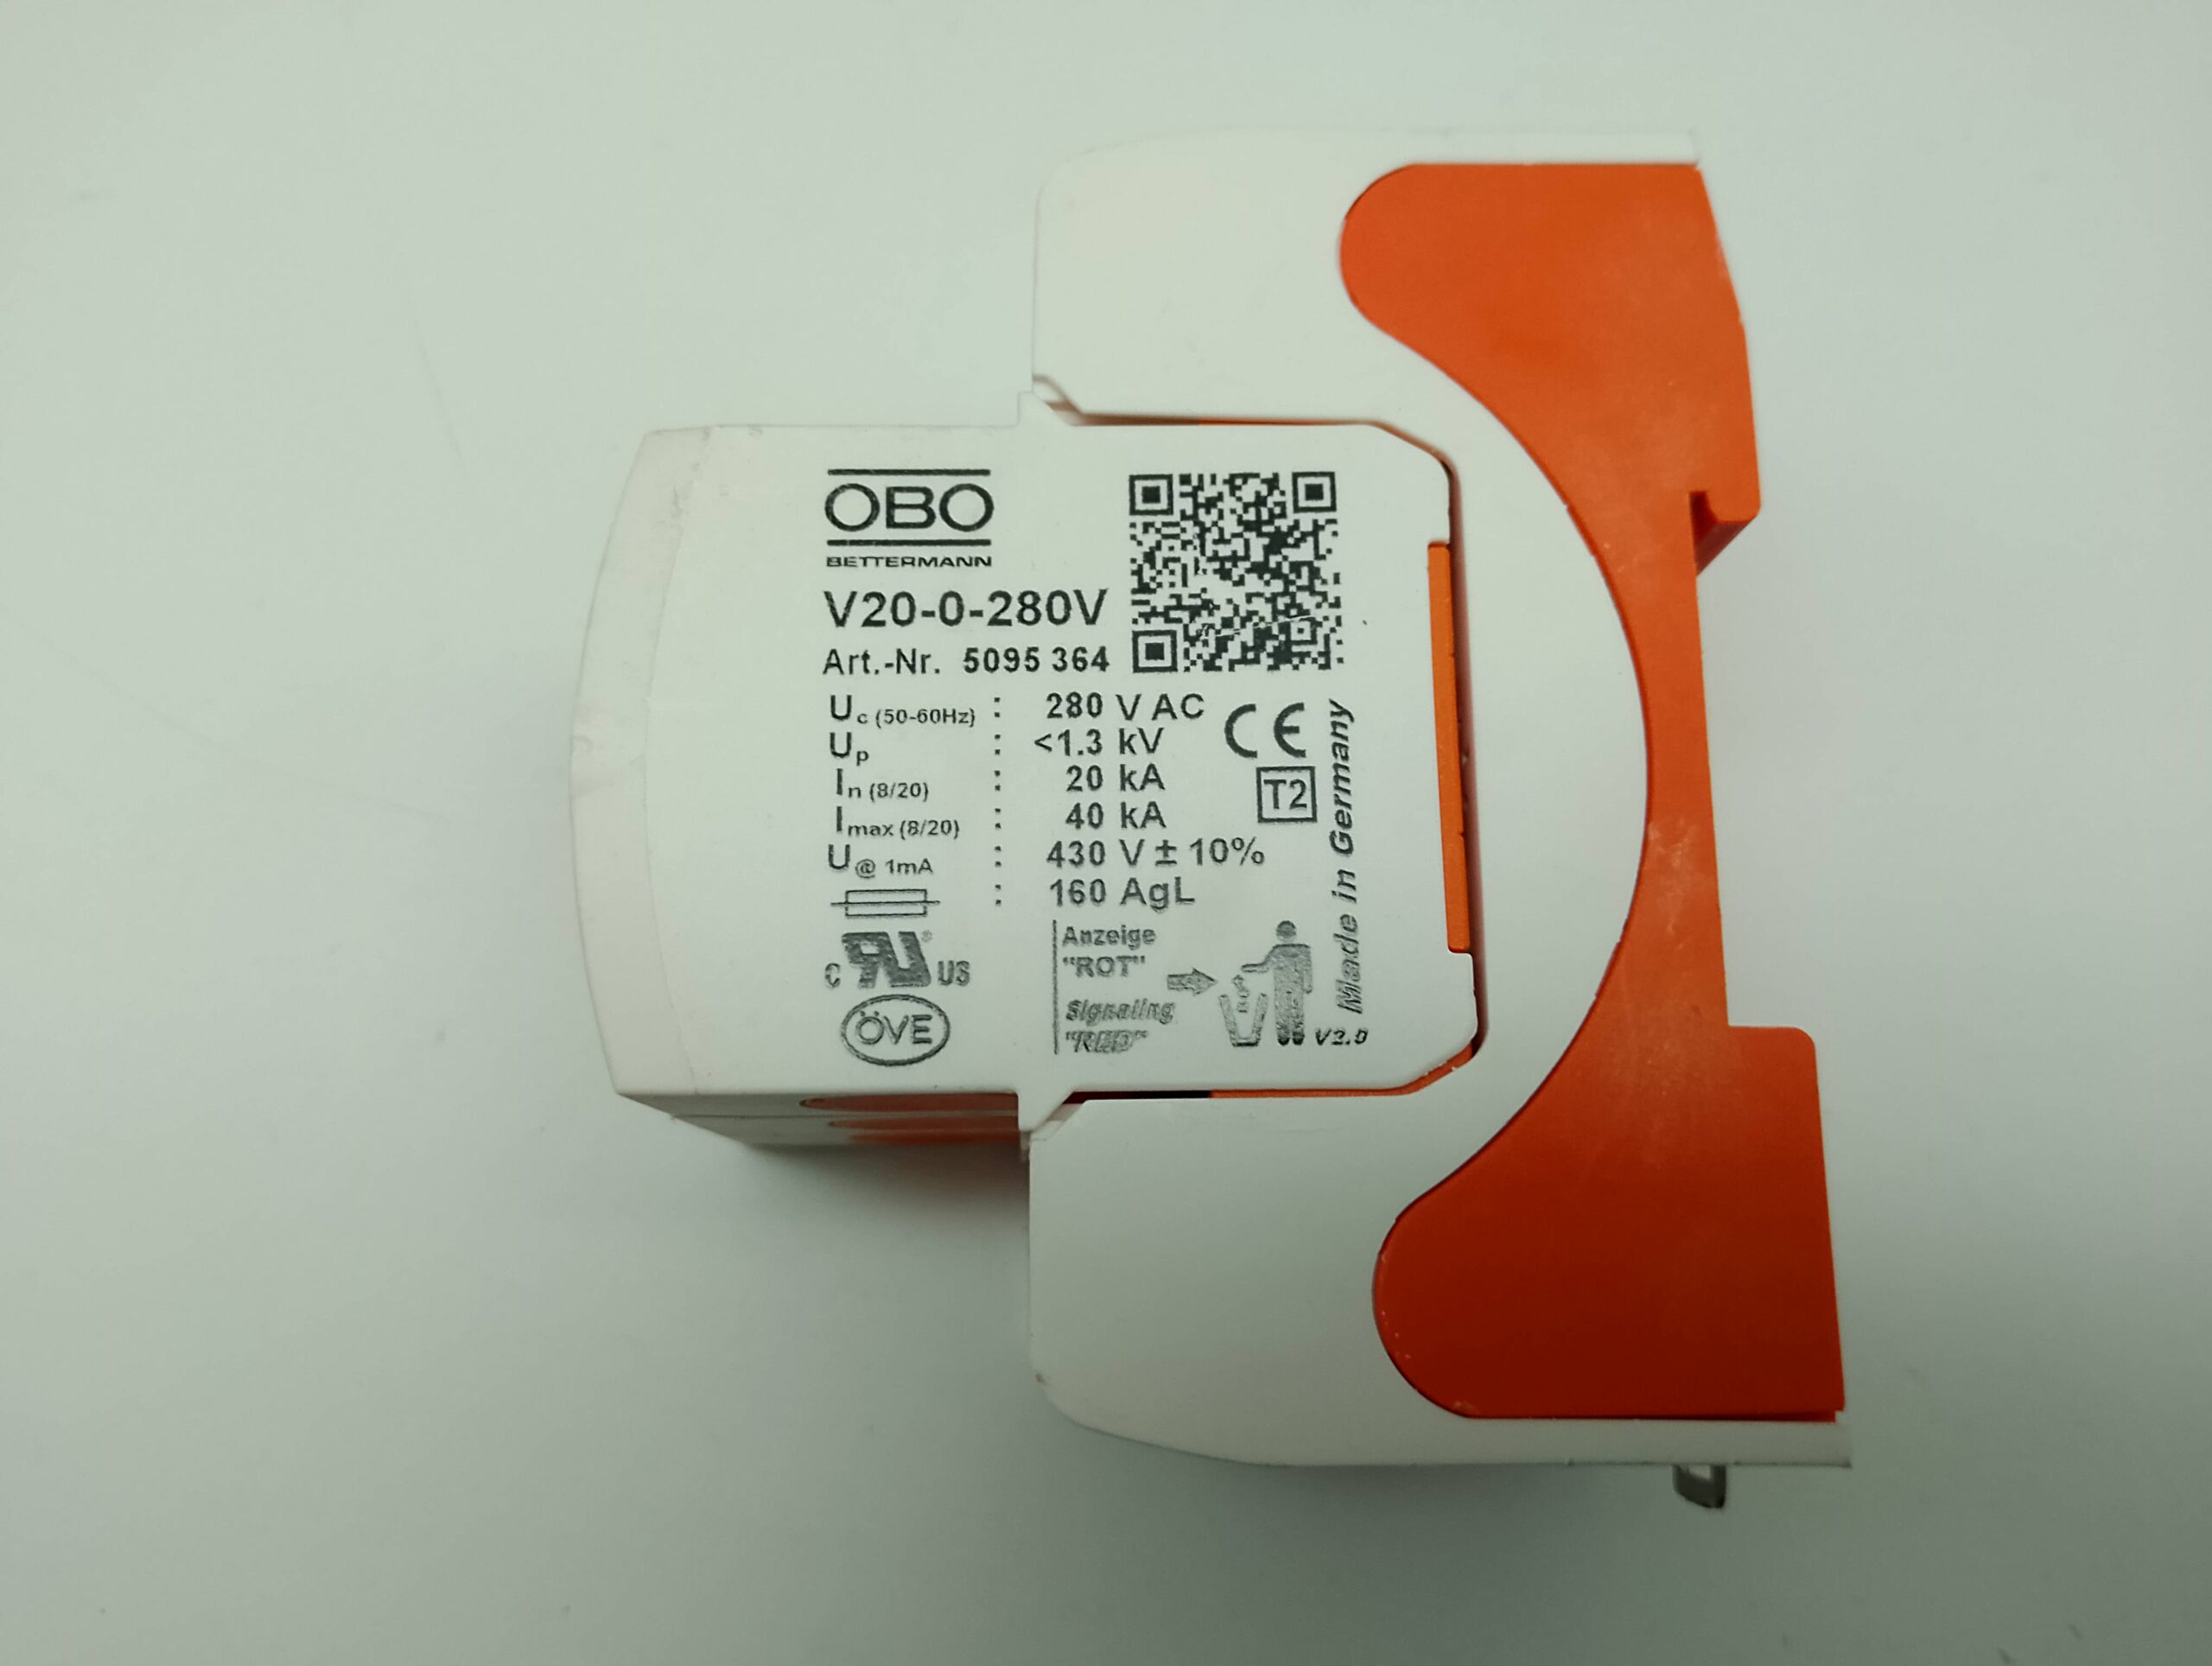 OBO
BETTERMANN
V20-0-280V
Art.-Nr. 5095 364
Uc (50-60Hz) : 280 V AC
Up : <1.3 kV
In (8/20) : 20 kA
Imax (8/20) : 40 kA
U@ 1mA : 430 V ± 10%
: 160 AgL
CE
T2
Made in Germany
c RU ® US
ÖVE
Anzeige
"ROT"
Signaling
"RED"
V2.0